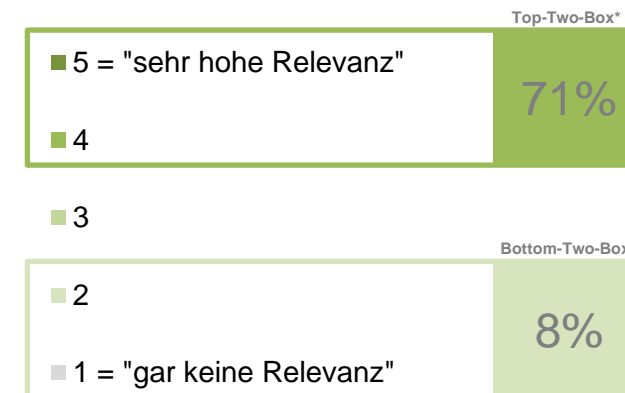 Top-Two-Box*
5 = "sehr hohe Relevanz"
71%
4
3
Bottom-Two-Box
2
8%
1 = "gar keine Relevanz"